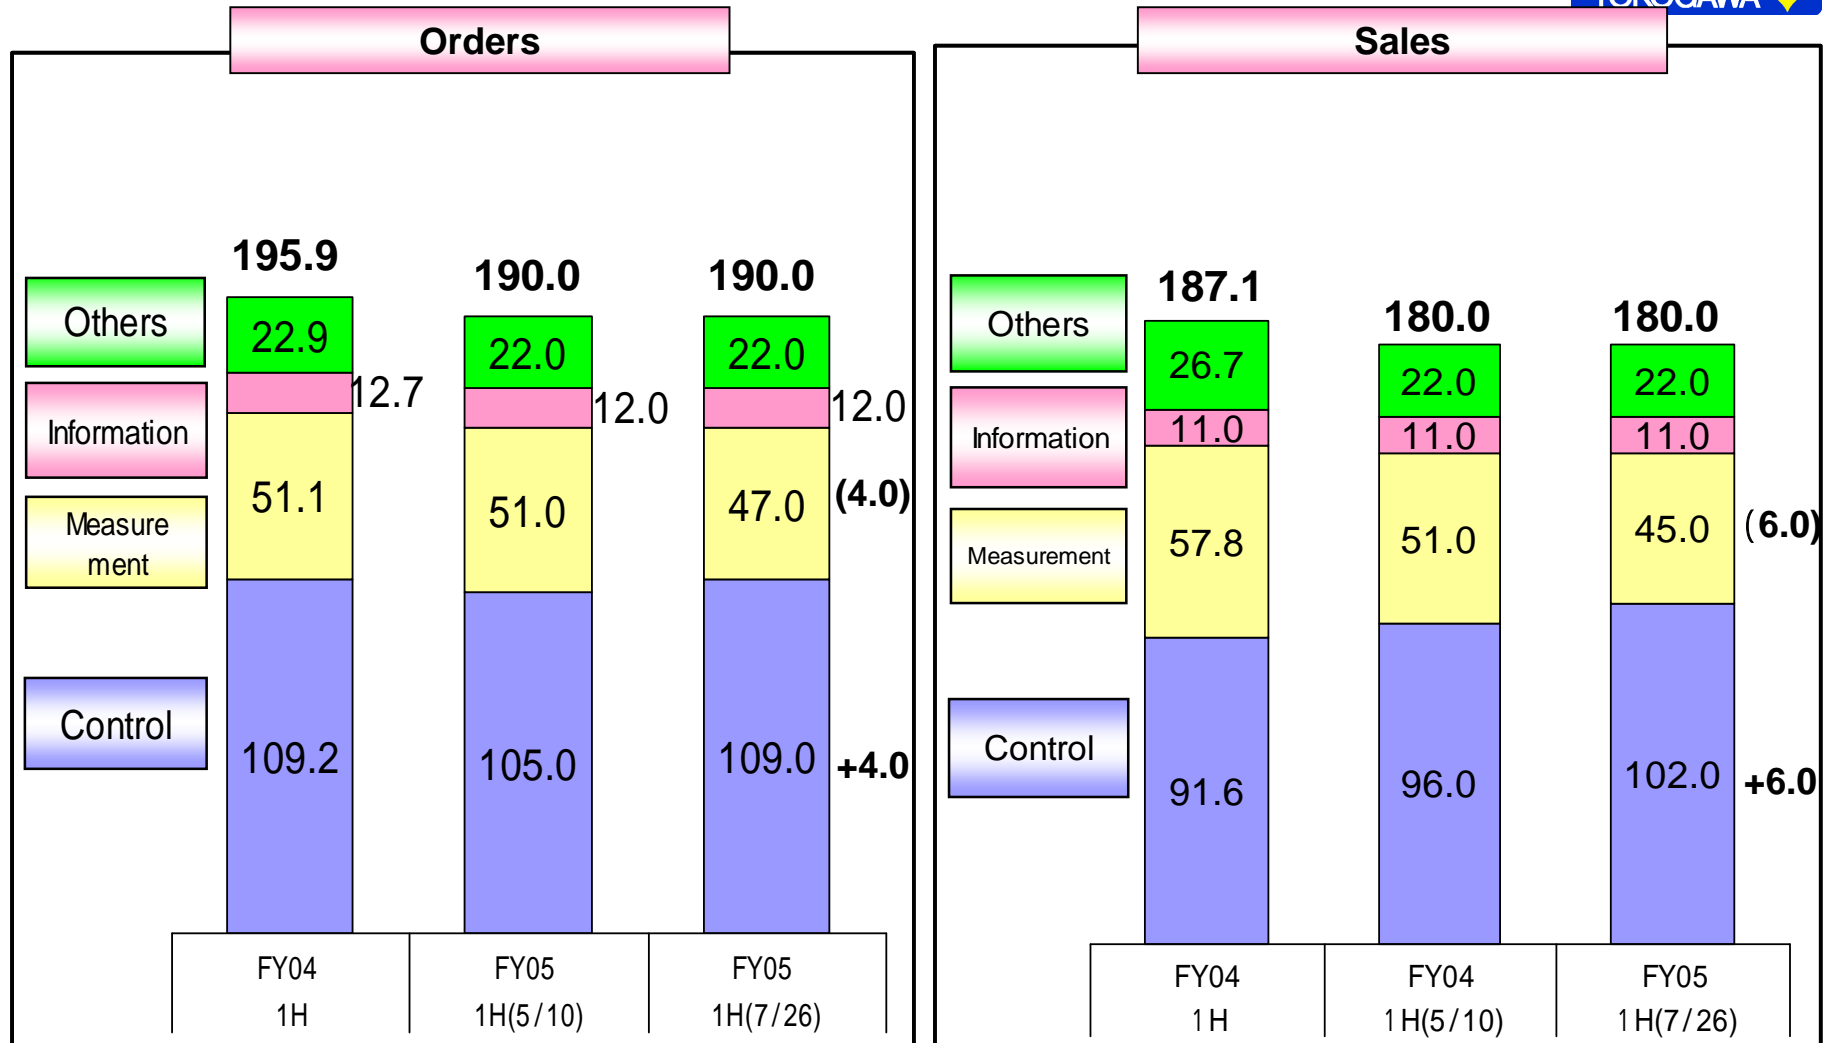 YOKOGAWA
Orders
195.9
190.0
190.0
Others
22.9
22.0
22.0
Information
12.7
12.0
12.0
Measure
ment
51.1
51.0
47.0
(4.0)
Control
109.2
105.0
109.0
+4.0
FY04
1H
FY05
1H(5/10)
FY05
1H(7/26)
Sales
187.1
180.0
180.0
Others
26.7
22.0
22.0
Information
11.0
11.0
11.0
Measurement
57.8
51.0
45.0
(6.0)
Control
91.6
96.0
102.0
+6.0
FY04
1H
FY04
1H(5/10)
FY05
1H(7/26)